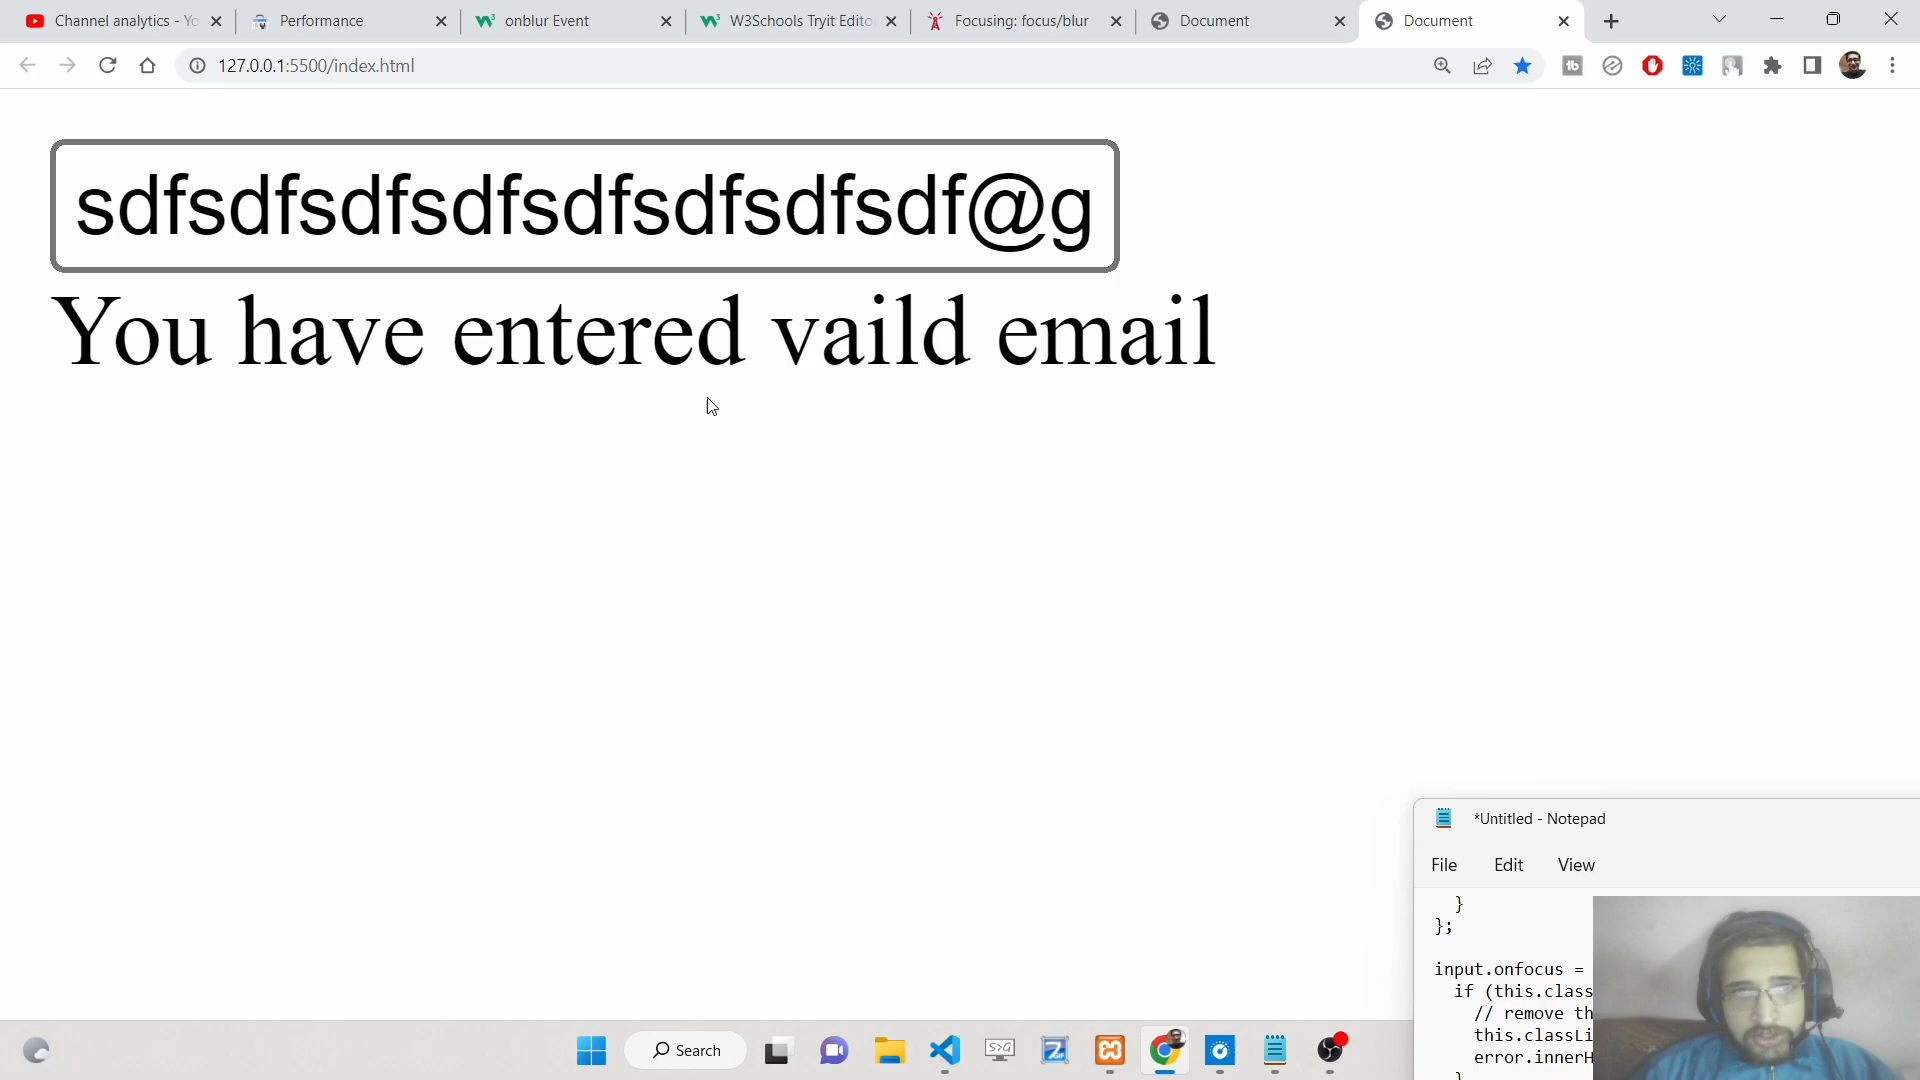 Channel analytics - Yo
Performance
onblur Event
W3Schools Tryit Edito
Focusing: focus/blur
Document
Document
127.0.0.1:5500/index.html
sdfsdfsdfsdfsdfsdfsdfsdf@g
You have entered vaild email
*Untitled - Notepad
File Edit View
}
};
input.onfocus =
if (this.class
// remove th
this.classLi
error.innerH
}
Search